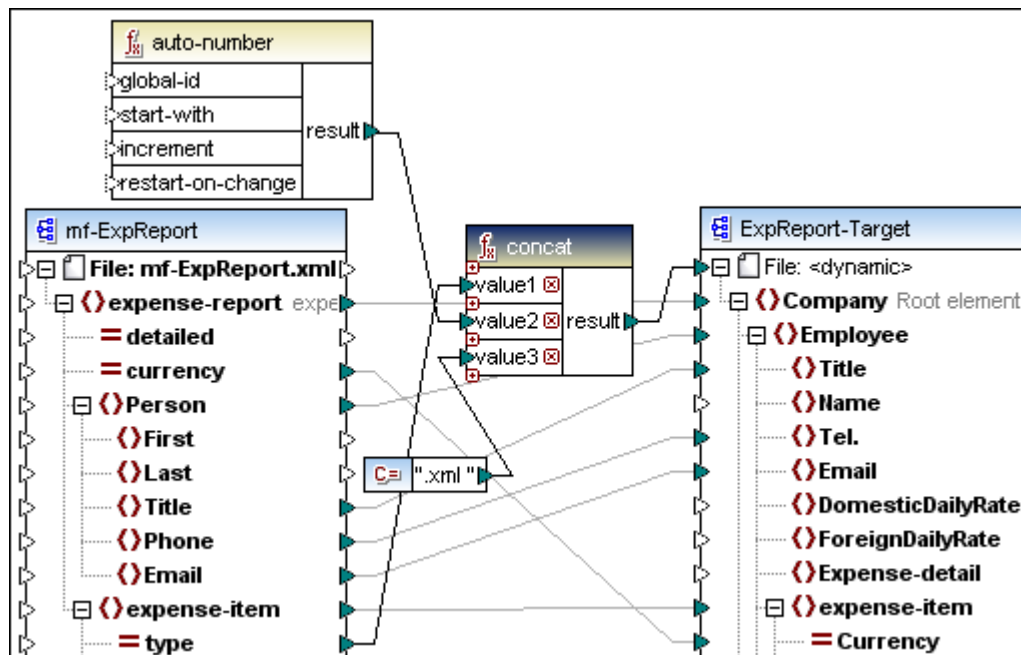 auto-number
global-id
start-with
increment
restart-on-change
result
mf-ExpReport
File: mf-ExpReport.xml
expense-report expe
detailed
currency
Person
First
Last
Title
Phone
Email
expense-item
type
concat
value1
value2
value3
result
C= ".xml "
ExpReport-Target
File: <dynamic>
Company Root element
Employee
Title
Name
Tel.
Email
DomesticDailyRate
ForeignDailyRate
Expense-detail
expense-item
Currency